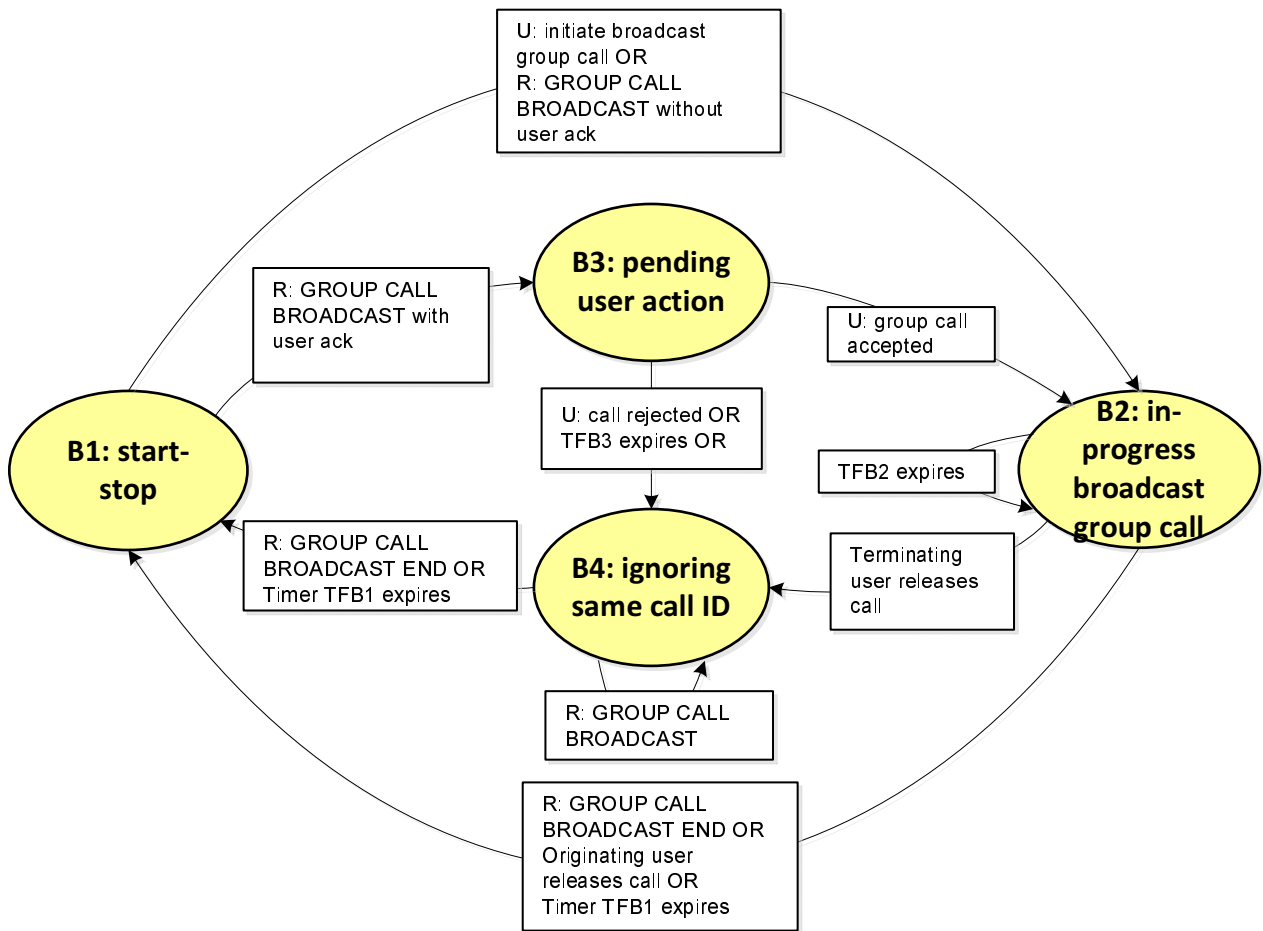 U: initiate broadcast
group call OR
R: GROUP CALL
BROADCAST without
user ack
B3: pending
user action
R: GROUP CALL
BROADCAST with
user ack
U: group call
accepted
U: call rejected OR
TFB3 expires OR
B1: start-
stop
B2: in-
progress
broadcast
group call
TFB2 expires
R: GROUP CALL
BROADCAST END OR
Timer TFB1 expires
B4: ignoring
same call ID
Terminating
user releases
call
R: GROUP CALL
BROADCAST
R: GROUP CALL
BROADCAST END OR
Originating user
releases call OR
Timer TFB1 expires